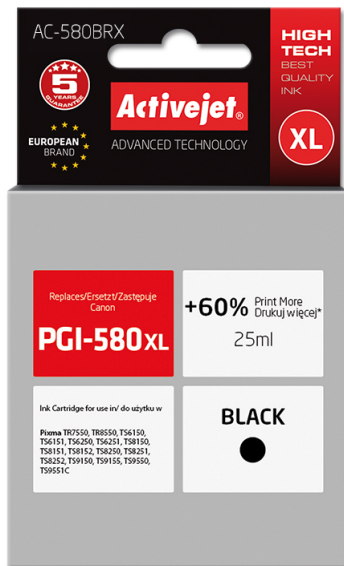 AC-580BRX
HIGH
TECH
BEST
QUALITY
INK
5
YEARS
GUARANTEE
Activejet®
EUROPEAN
BRAND
ADVANCED TECHNOLOGY
XL
Replaces/Ersetzt/Zastępuje
Canon
PGI-580XL
+60% Print More
Drukuj więcej*
25ml
Ink Cartridge for use in/ do użytku w
Pixma TR7550, TR8550, TS6150,
TS6151, TS6250, TS6251, TS8150,
TS8151, TS8152, TS8250, TS8251,
TS8252, TS9150, TS9155, TS9550,
TS9551C
BLACK